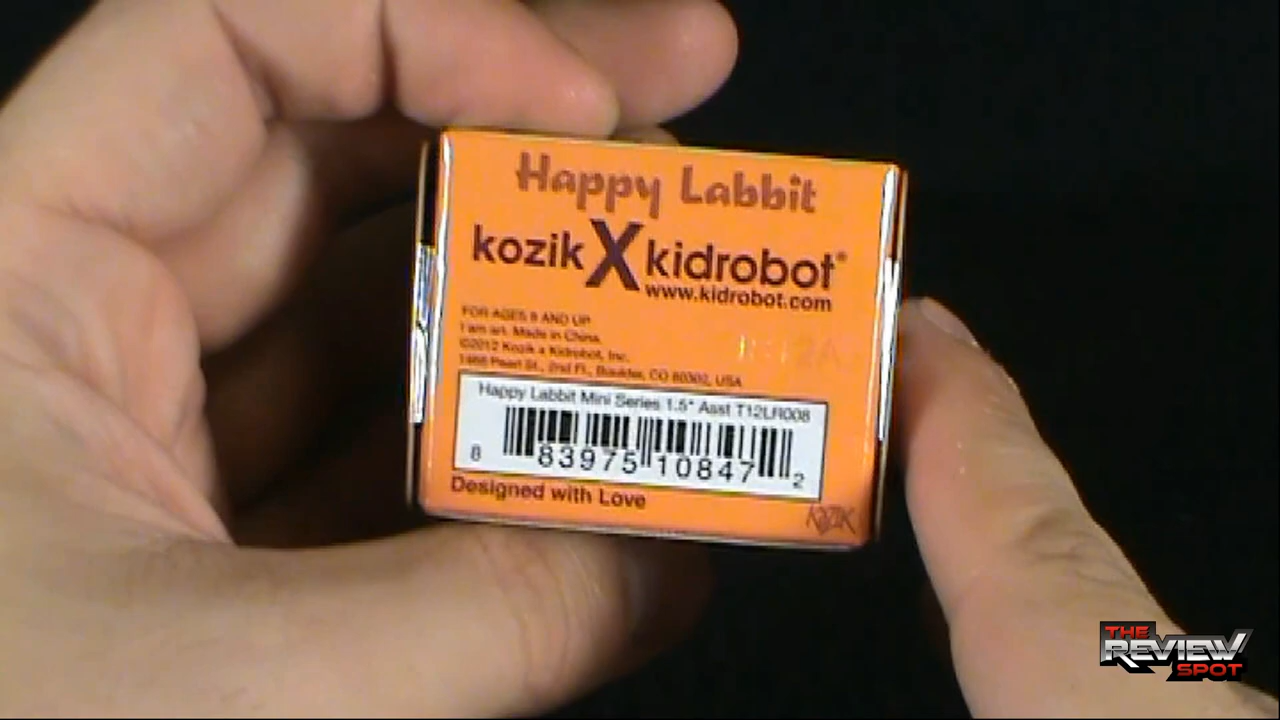 Happy Labbit
kozik X kidrobot®
www.kidrobot.com
FOR AGES 8 AND UP
I am art. Made in China.
©2012 Kozik x Kidrobot, Inc.
Pearl St., 2nd Fl., Boulder, CO 80302, USA
Happy Labbit Mini Series 1.5" Asst T12LR008
8 83975 10847 2
Designed with Love
KOZIK
THE
REVIEW
SPOT